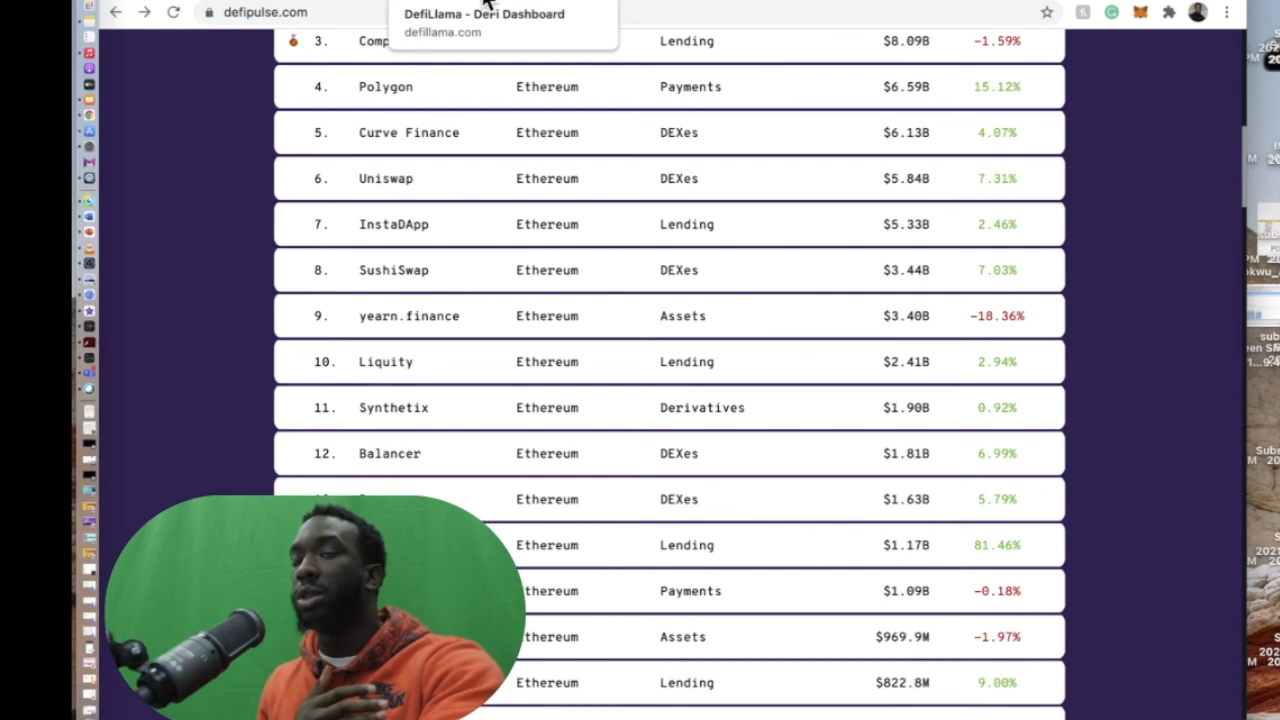 defipulse.com
DefiLlama - DeFi Dashboard
defillama.com
3. Comp Lending $8.09B -1.59%
4. Polygon Ethereum Payments $6.59B 15.12%
5. Curve Finance Ethereum DEXes $6.13B 4.07%
6. Uniswap Ethereum DEXes $5.84B 7.31%
7. InstaDApp Ethereum Lending $5.33B 2.46%
8. SushiSwap Ethereum DEXes $3.44B 7.03%
9. yearn.finance Ethereum Assets $3.40B -18.36%
10. Liquity Ethereum Lending $2.41B 2.94%
11. Synthetix Ethereum Derivatives $1.90B 0.92%
12. Balancer Ethereum DEXes $1.81B 6.99%
Ethereum DEXes $1.63B 5.79%
Ethereum Lending $1.17B 81.46%
thereum Payments $1.09B -0.18%
thereum Assets $969.9M -1.97%
Ethereum Lending $822.8M 9.00%